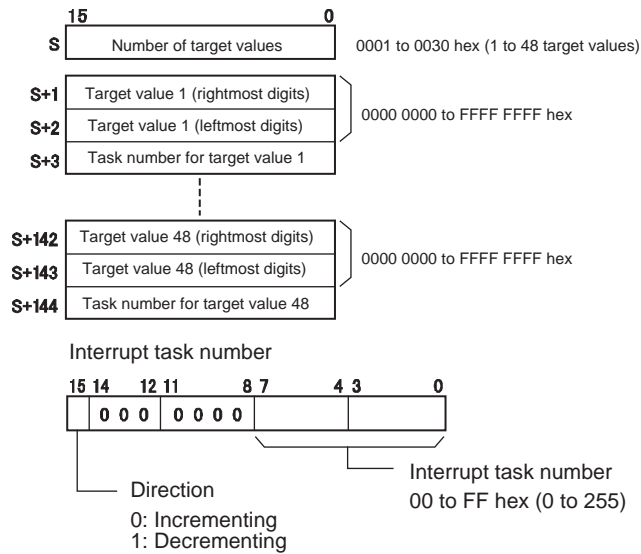 15 0
S Number of target values 0001 to 0030 hex (1 to 48 target values)
S+1 Target value 1 (rightmost digits)
0000 0000 to FFFF FFFF hex
S+2 Target value 1 (leftmost digits)
S+3 Task number for target value 1
S+142 Target value 48 (rightmost digits)
0000 0000 to FFFF FFFF hex
S+143 Target value 48 (leftmost digits)
S+144 Task number for target value 48
Interrupt task number
15 14 12 11 8 7 4 3 0
0 0 0 0 0 0 0
Interrupt task number
00 to FF hex (0 to 255)
Direction
0: Incrementing
1: Decrementing